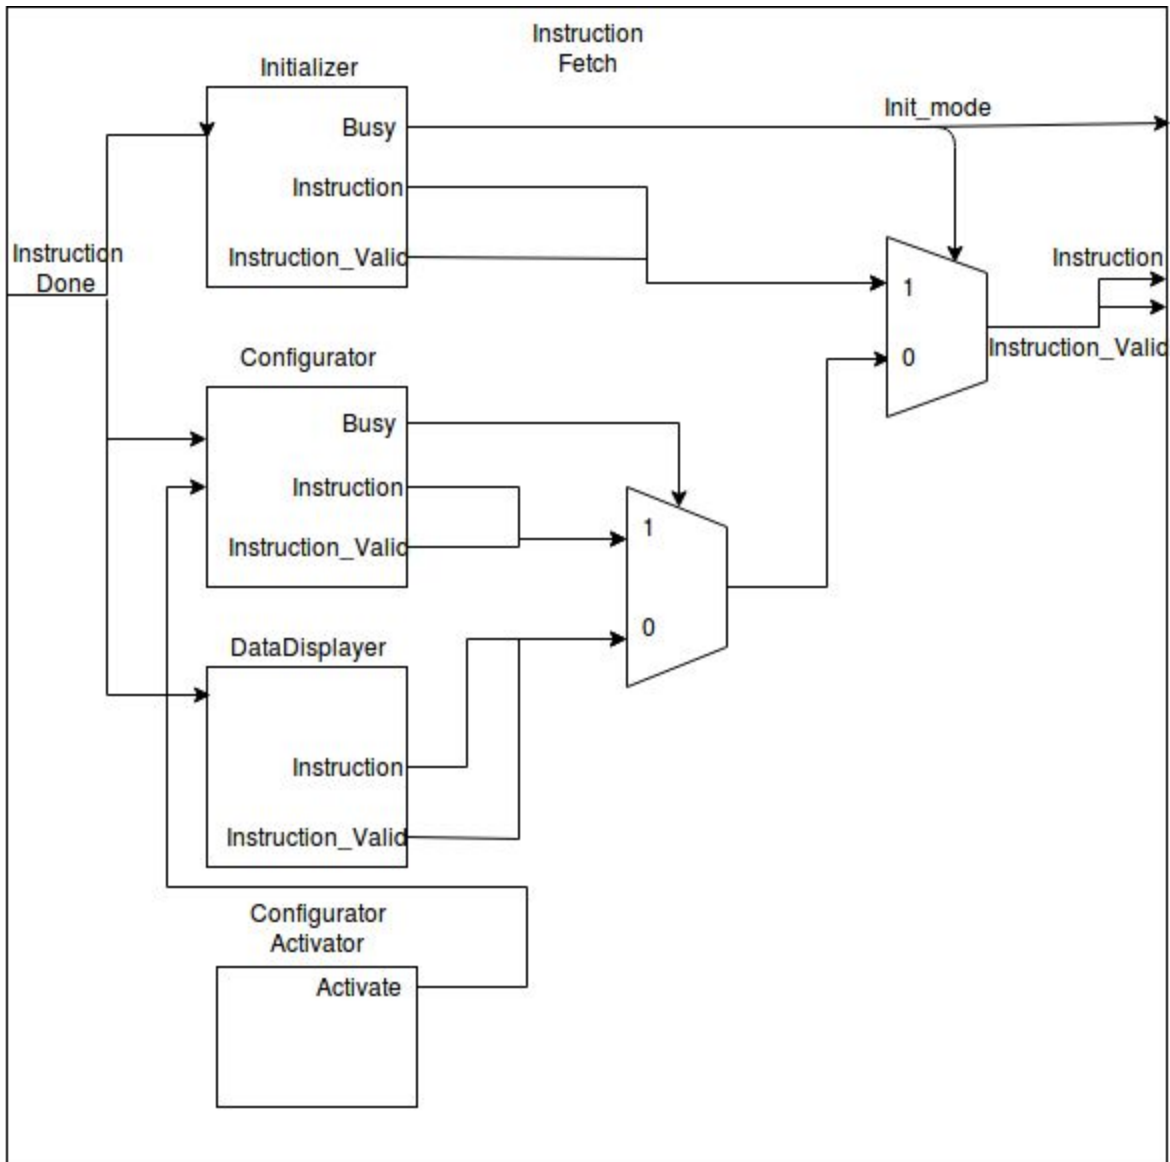 Instruction
Fetch
Initializer
Busy
Init_mode
Instruction
Instruction_Valid
Instruction
Done
Instruction
1
Instruction_Valid
0
Configurator
Busy
Instruction
Instruction_Valid
1
0
DataDisplayer
Instruction
Instruction_Valid
Configurator
Activator
Activate